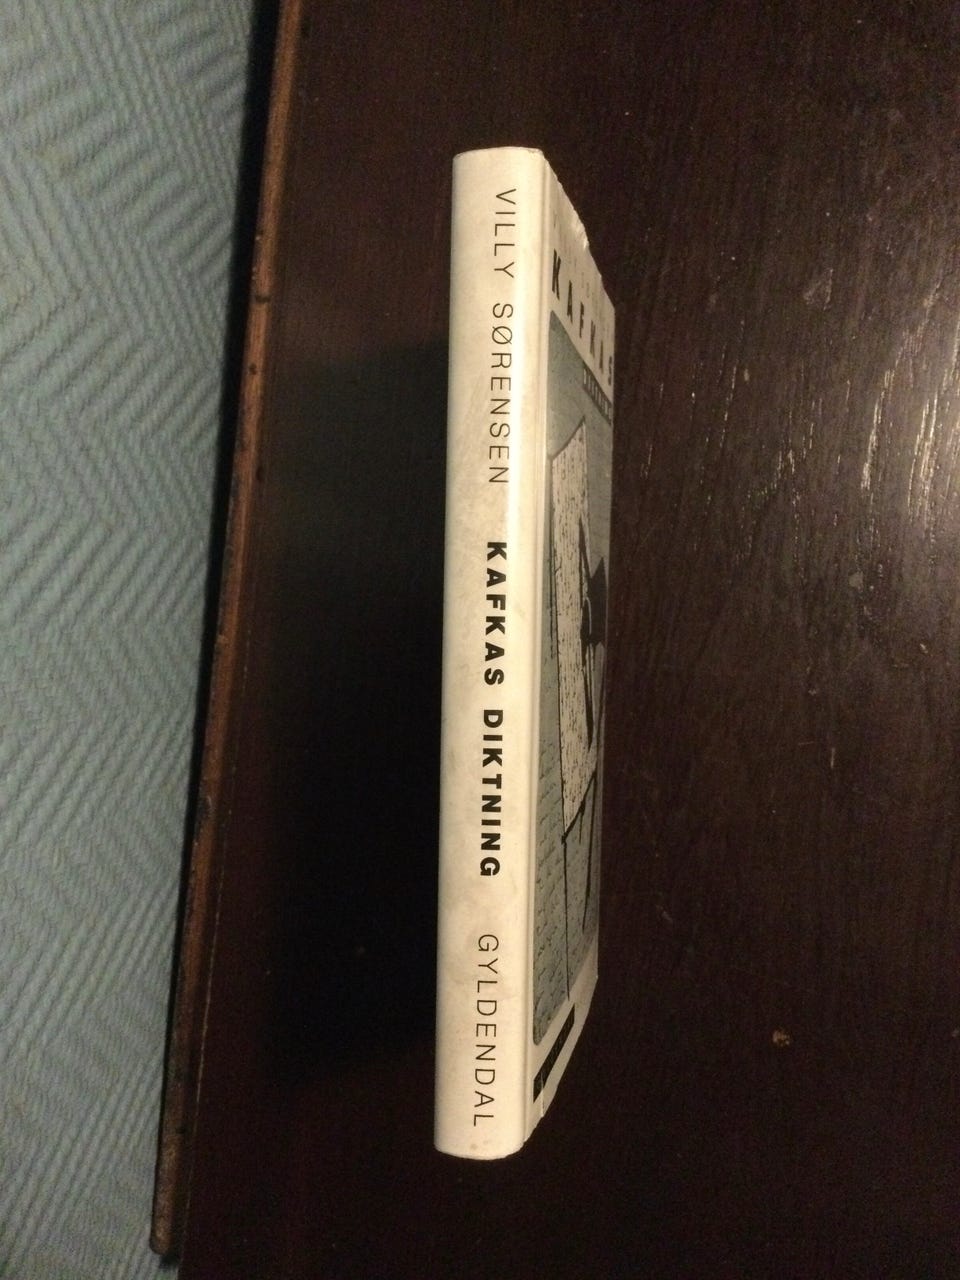 VILLY SØRENSEN KAFKAS DIKTNING GYLDENDAL
KAFKAS